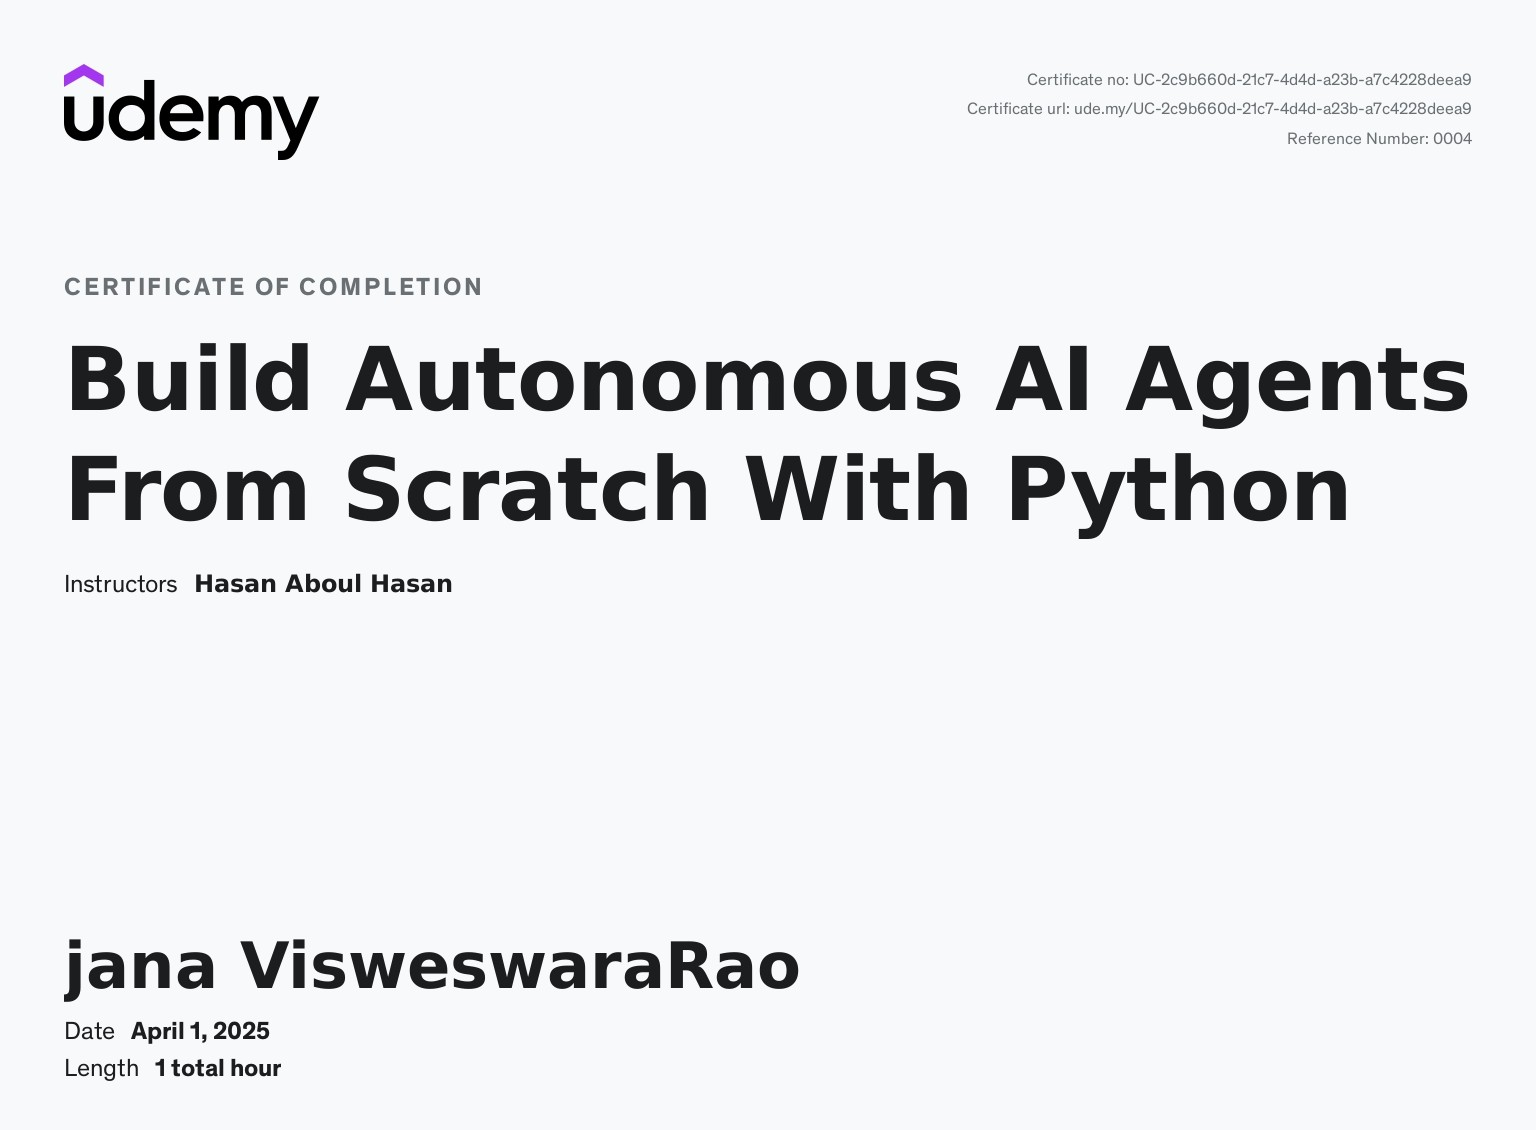 udemy
Certificate no: UC-2c9b660d-21c7-4d4d-a23b-a7c4228deea9
Certificate url: ude.my/UC-2c9b660d-21c7-4d4d-a23b-a7c4228deea9
Reference Number: 0004
CERTIFICATE OF COMPLETION
Build Autonomous AI Agents
From Scratch With Python
Instructors Hasan Aboul Hasan
jana VisweswaraRao
Date April 1, 2025
Length 1 total hour